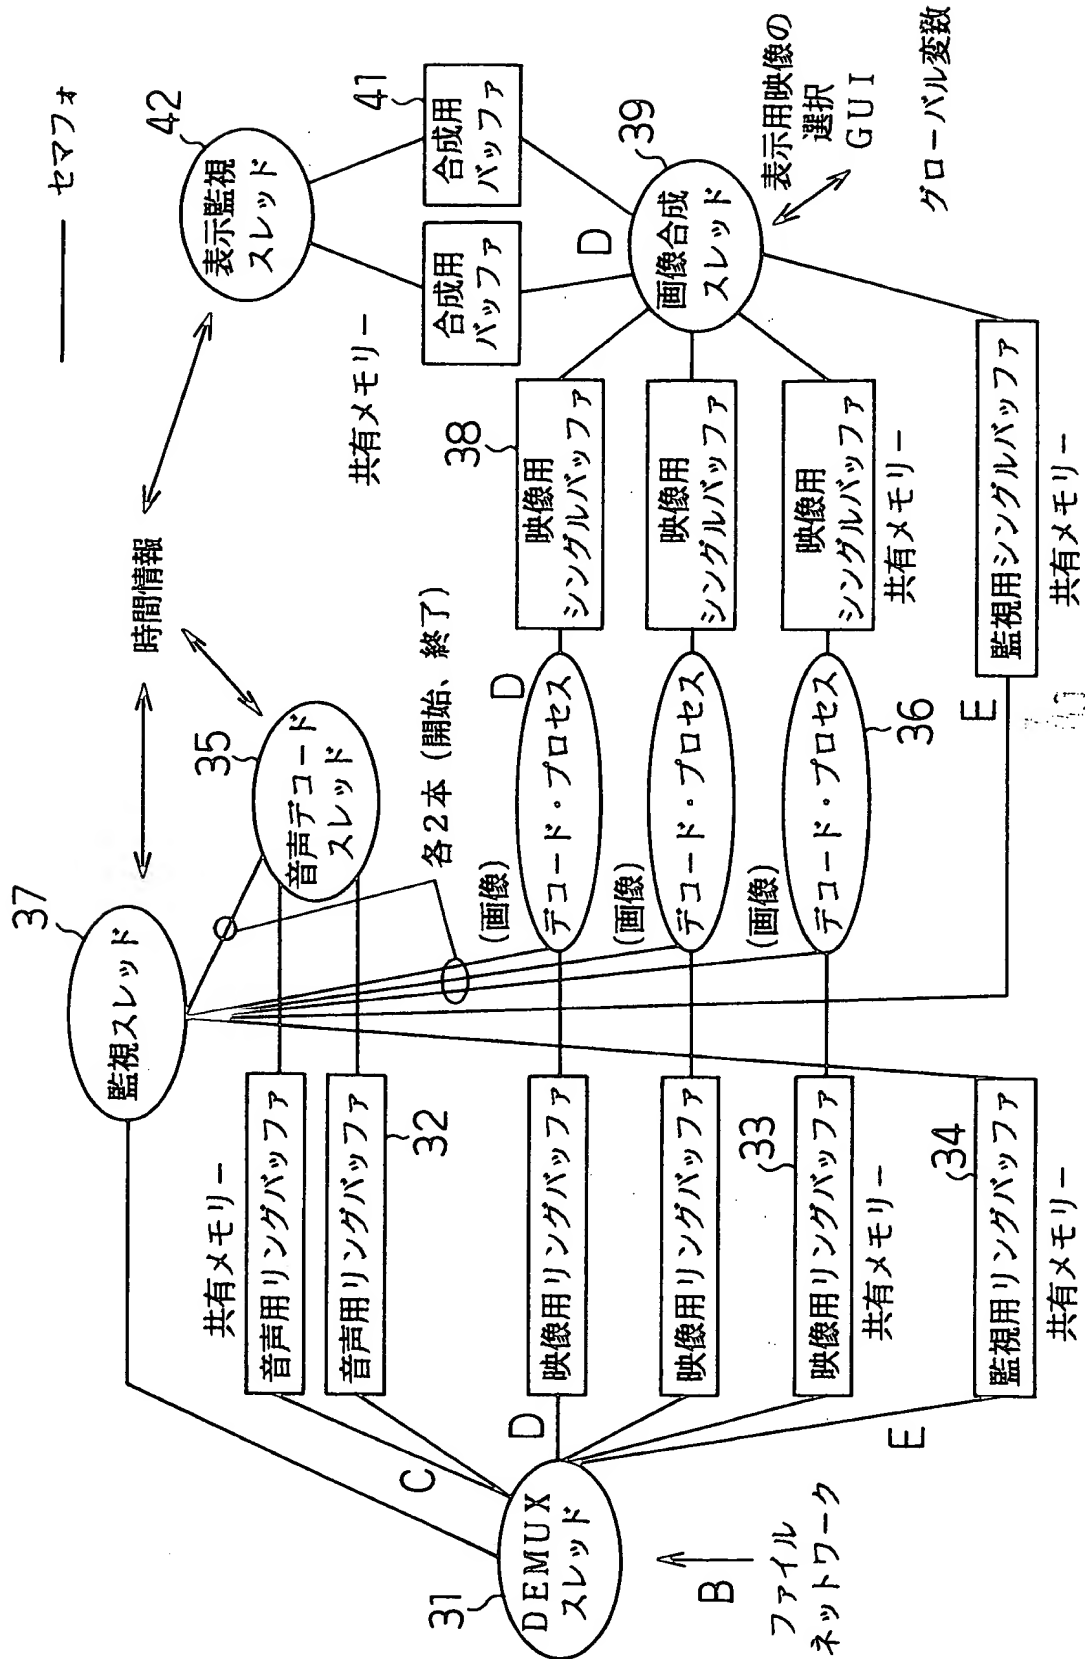 セマフォ
37
監視スレッド
時間情報
42
表示監視
スレッド
35
音声デコード
スレッド
各2本 (開始、終了)
共有メモリー
音声用リングバッファ
音声用リングバッファ
32
共有メモリー
合成用
バッファ
合成用
バッファ
41
31
DEMUX
スレッド
B
ファイル
ネットワーク
C
D
E
映像用リングバッファ
映像用リングバッファ
33
映像用リングバッファ
共有メモリー
34
監視用リングバッファ
共有メモリー
(画像)
デコード・プロセス
D
(画像)
デコード・プロセス
(画像)
デコード・プロセス
36
38
映像用
シングルバッファ
映像用
シングルバッファ
映像用
シングルバッファ
共有メモリー
E
監視用シングルバッファ
共有メモリー
D
39
画像合成
スレッド
表示用映像の
選択
GUI
グローバル変数